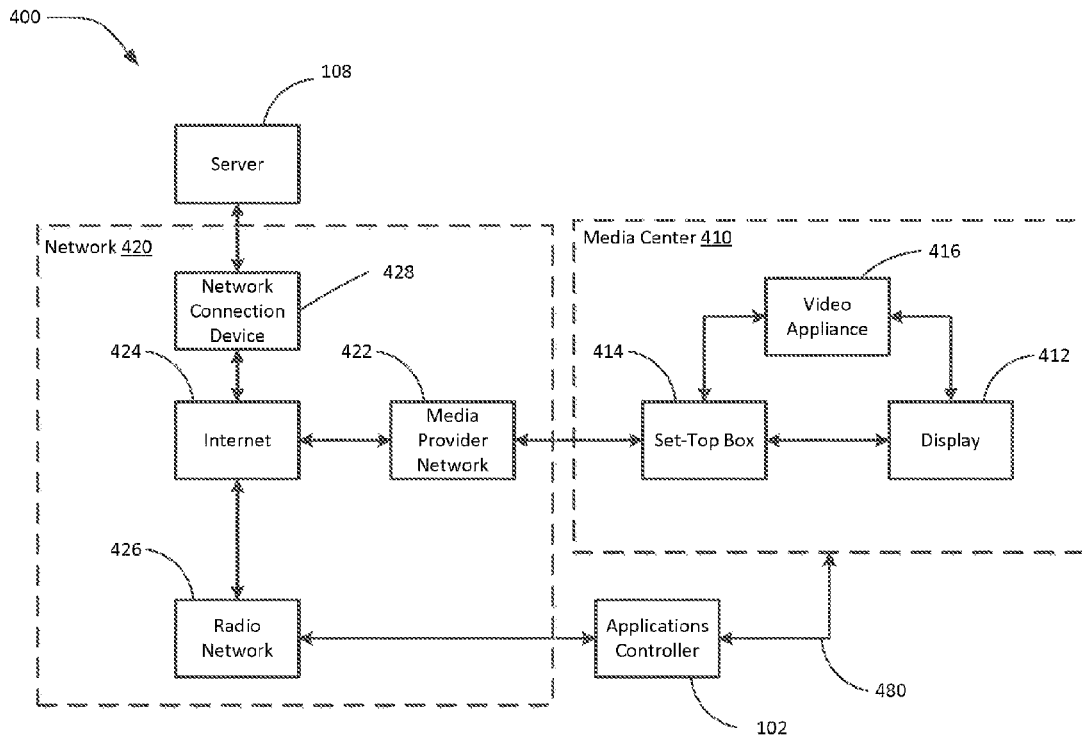 400
108
Server
Network 420
Media Center 410
Network
Connection
Device
428
416
Video
Appliance
424
422
414
412
Internet
Media
Provider
Network
Set-Top Box
Display
426
Radio
Network
Applications
Controller
480
102